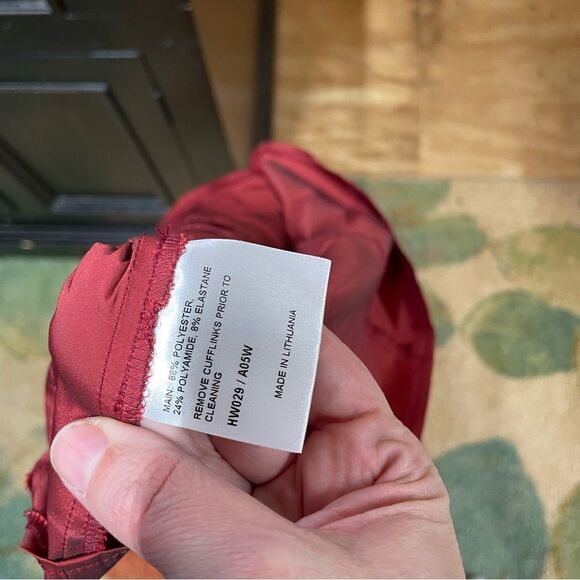 MAIN: 68% POLYESTER,
24% POLYAMIDE, 8% ELASTANE
REMOVE CUFFLINKS PRIOR TO
CLEANING
HW029 / A05W
MADE IN LITHUANIA